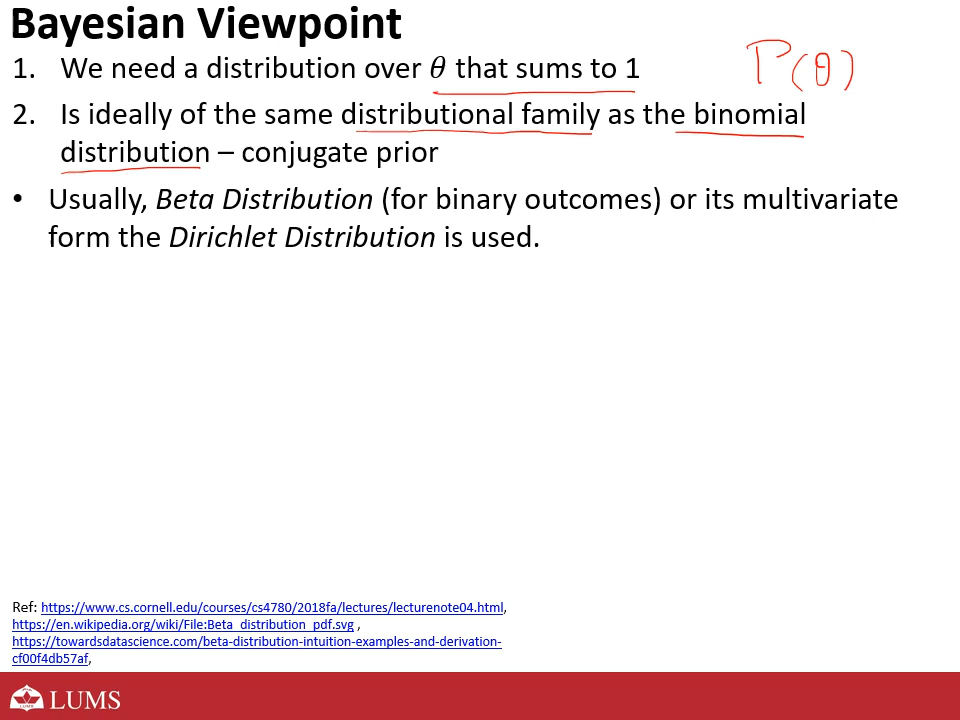 Bayesian Viewpoint
1. We need a distribution over θ that sums to 1
P(θ)
2. Is ideally of the same distributional family as the binomial
distribution – conjugate prior
• Usually, Beta Distribution (for binary outcomes) or its multivariate
form the Dirichlet Distribution is used.
Ref: https://www.cs.cornell.edu/courses/cs4780/2018fa/lectures/lecturenote04.html,
https://en.wikipedia.org/wiki/File:Beta_distribution_pdf.svg ,
https://towardsdatascience.com/beta-distribution-intuition-examples-and-derivation-
cf00f4db57af,
LUMS
LUMS